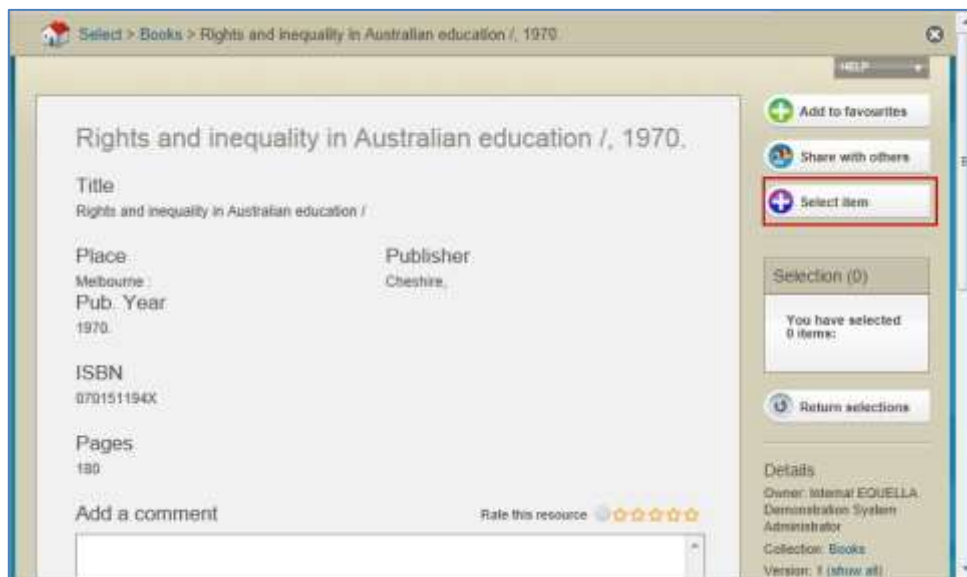 Select > Books > Rights and inequality in Australian education /, 1970.
HELP
Rights and inequality in Australian education /, 1970.
Title
Rights and inequality in Australian education /
Place
Publisher
Melbourne :
Cheshire,
Pub. Year
1970.
ISBN
070151194X
Pages
180
Add a comment
Rate this resource
Add to favourites
Share with others
Select item
Selection (0)
You have selected
0 items:
Return selections
Details
Owner: Internal EQUELLA
Demonstration System
Administrator
Collection: Books
Version: 1 (show all)